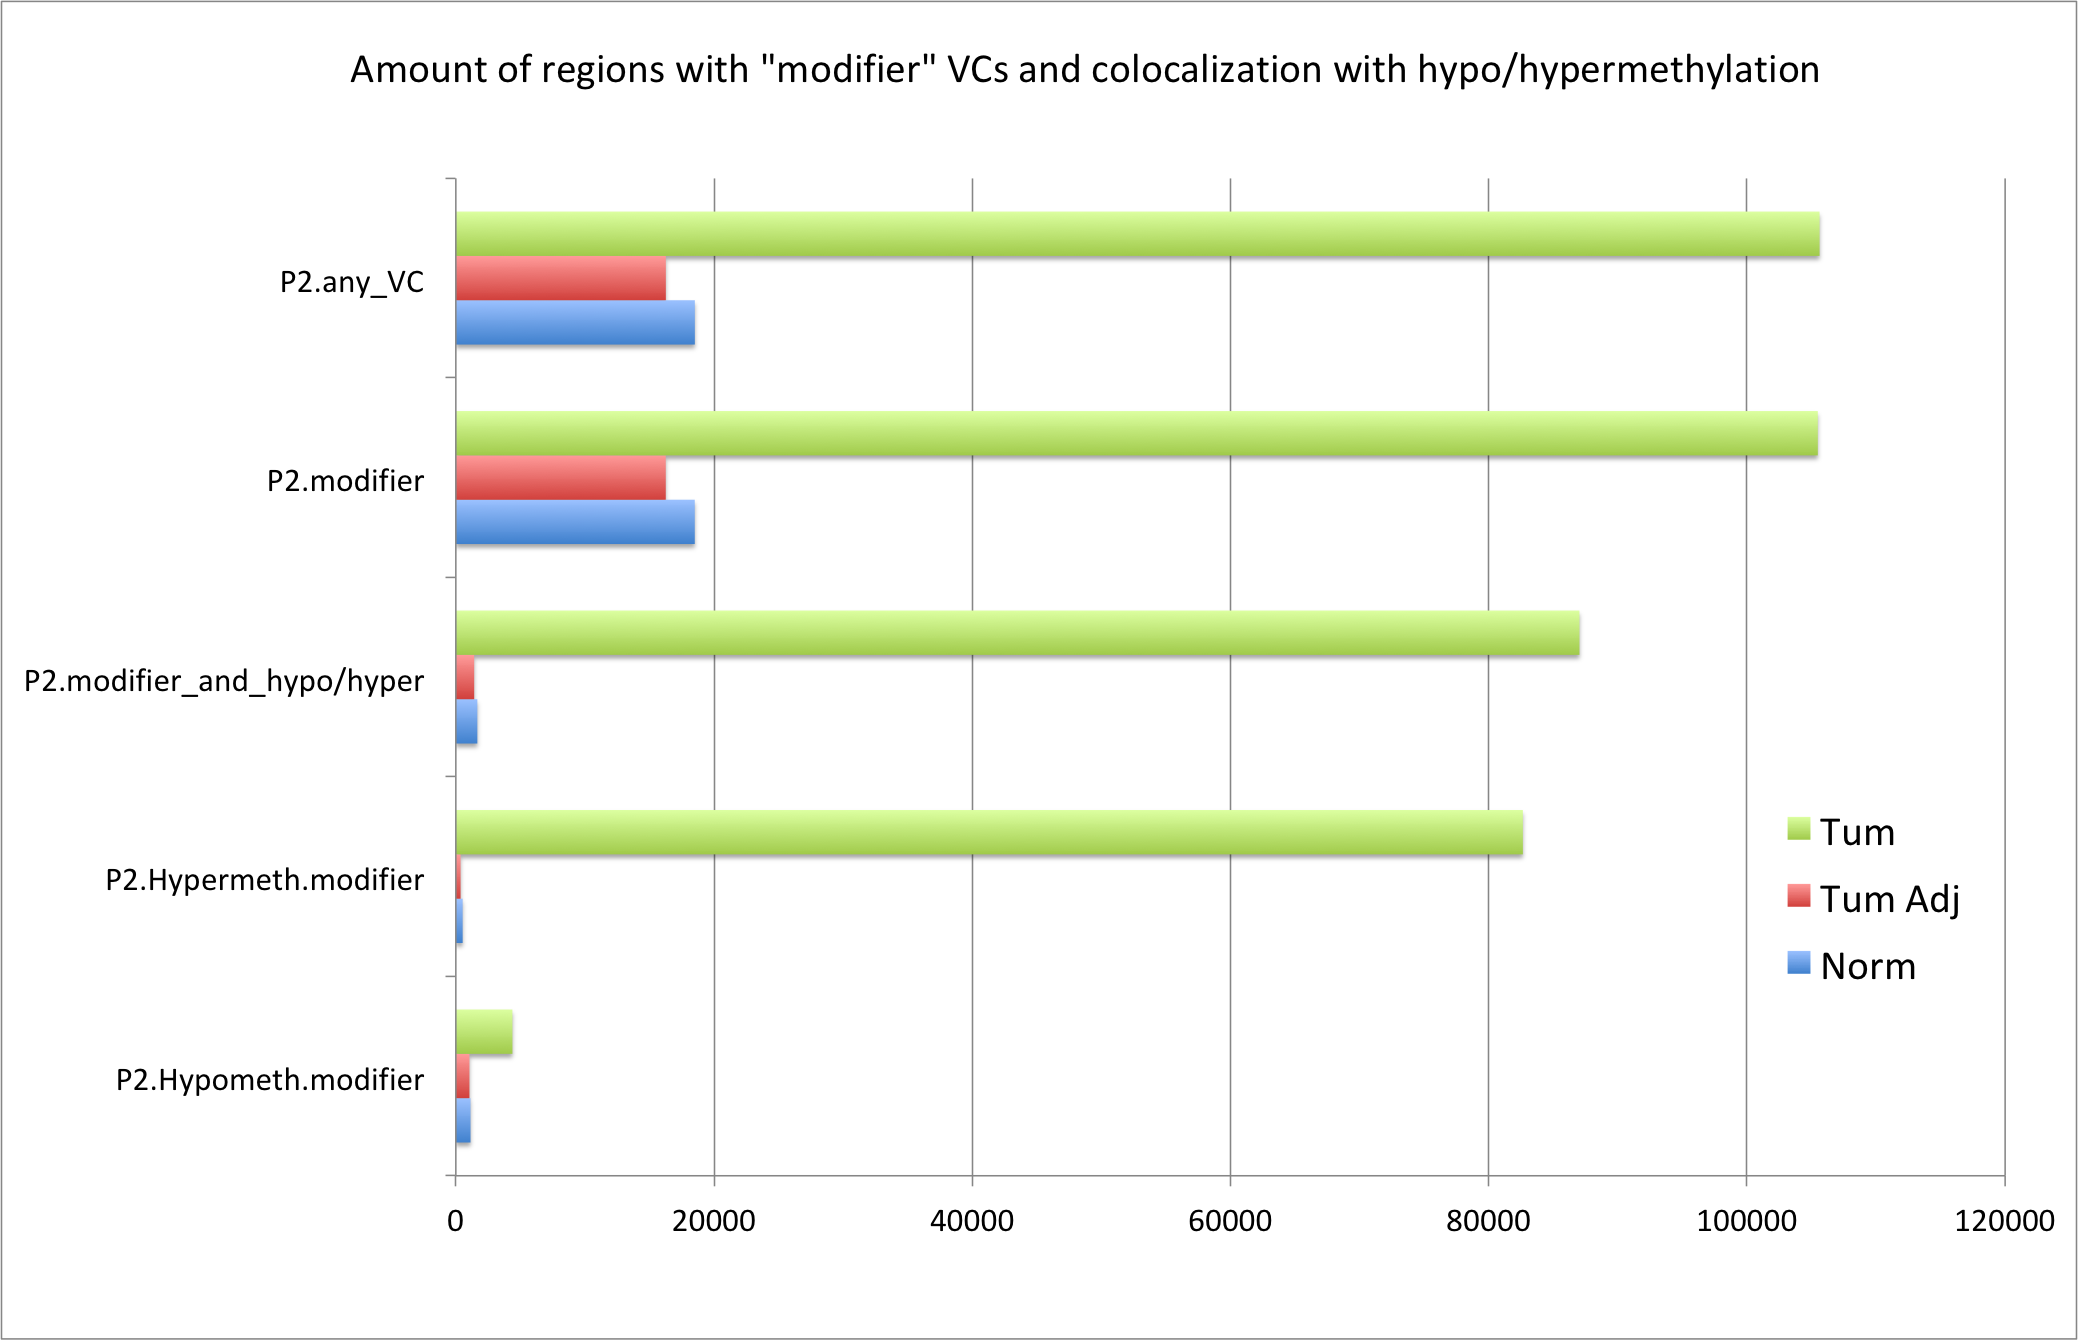 Amount of regions with "modifier" VCs and colocalization with hypo/hypermethylation
P2.any_VC
P2.modifier
P2.modifier_and_hypo/hyper
P2.Hypermeth.modifier
P2.Hypometh.modifier
Tum
Tum Adj
Norm
0 20000 40000 60000 80000 100000 120000